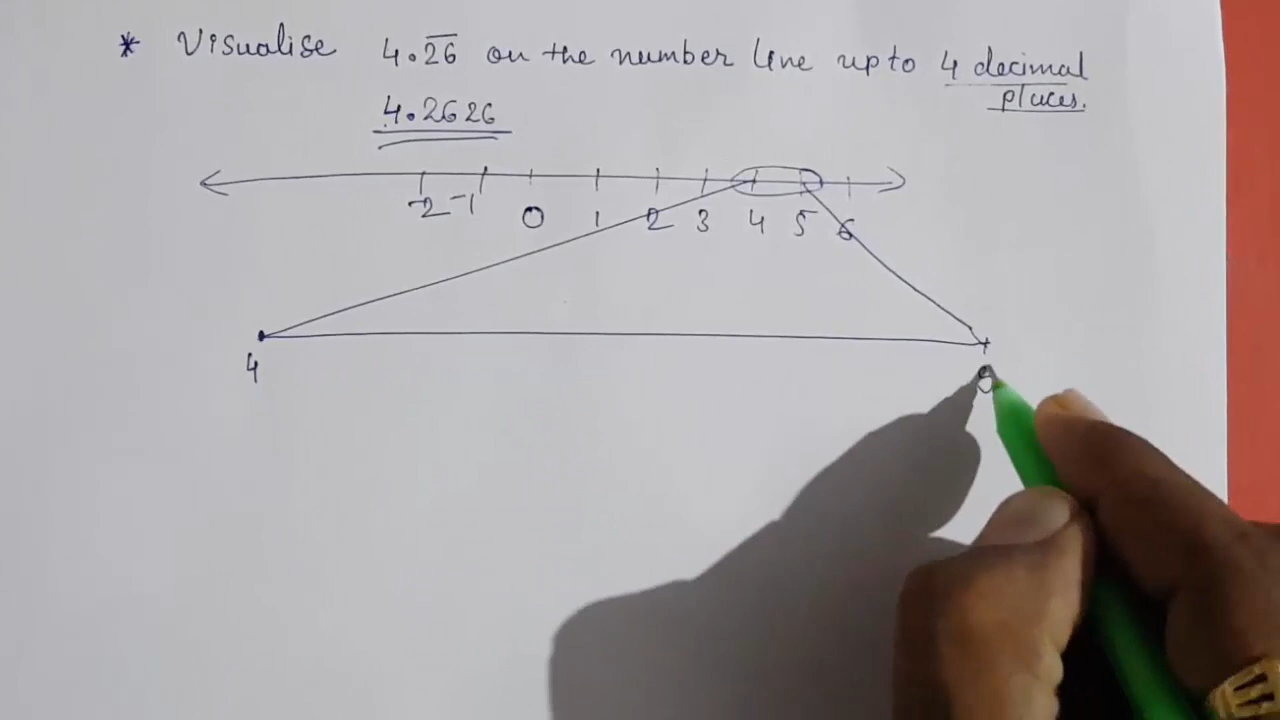 * Visualise 4.2̅6̅ on the number line upto 4 decimal
places.
4.2626
-2 -1 0 1 2 3 4 5 6
4 5